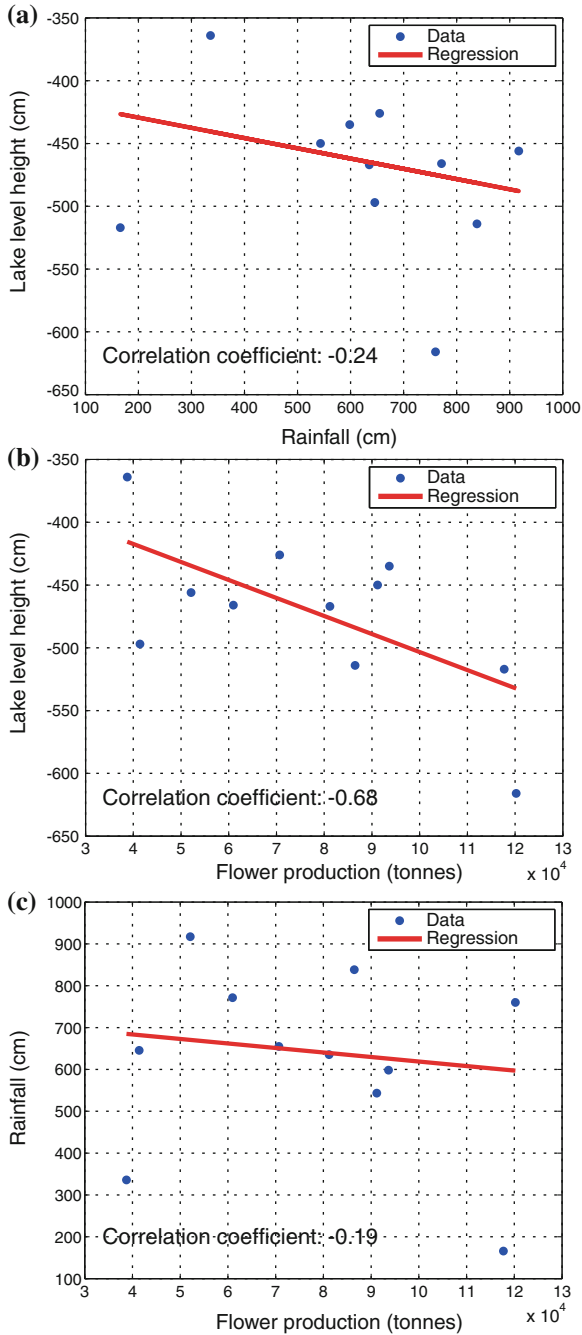 (a)
-350
-400
-450
-500
-550
-600
-650
Lake level height (cm)
Data
Regression
Correlation coefficient: -0.24
100 200 300 400 500 600 700 800 900 1000
Rainfall (cm)
(b)
-350
-400
-450
-500
-550
-600
-650
Lake level height (cm)
Data
Regression
Correlation coefficient: -0.68
3 4 5 6 7 8 9 10 11 12 13
Flower production (tonnes)
x 10^4
(c)
1000
900
800
700
600
500
400
300
200
100
Rainfall (cm)
Data
Regression
Correlation coefficient: -0.19
3 4 5 6 7 8 9 10 11 12 13
Flower production (tonnes)
x 10^4